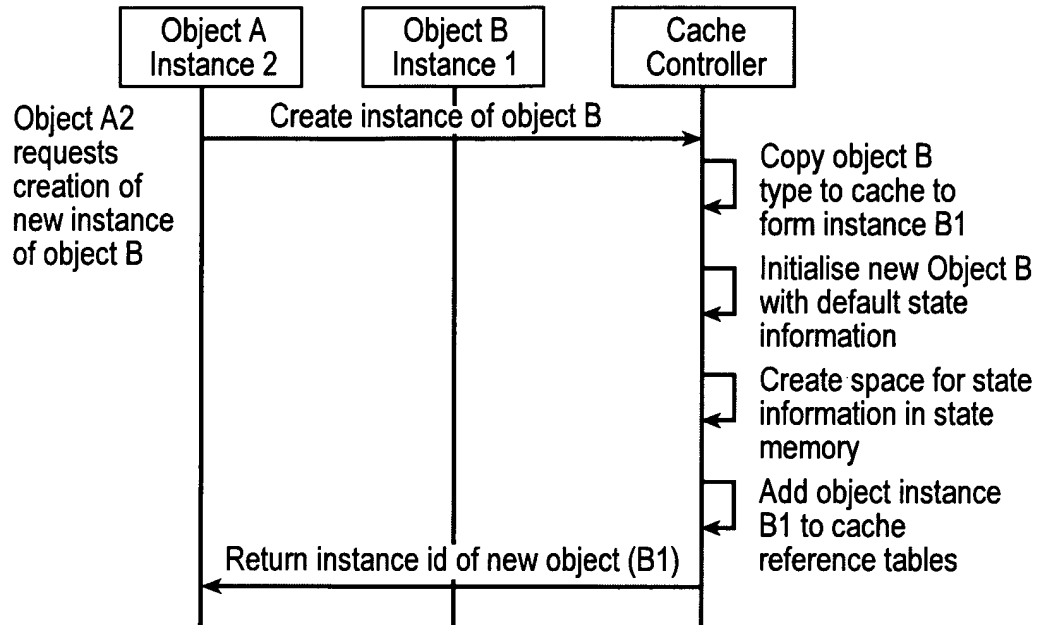 Object A
Instance 2
Object B
Instance 1
Cache
Controller
Object A2
requests
creation of
new instance
of object B
Create instance of object B
Copy object B
type to cache to
form instance B1
Initialise new Object B
with default state
information
Create space for state
information in state
memory
Add object instance
B1 to cache
reference tables
Return instance id of new object (B1)